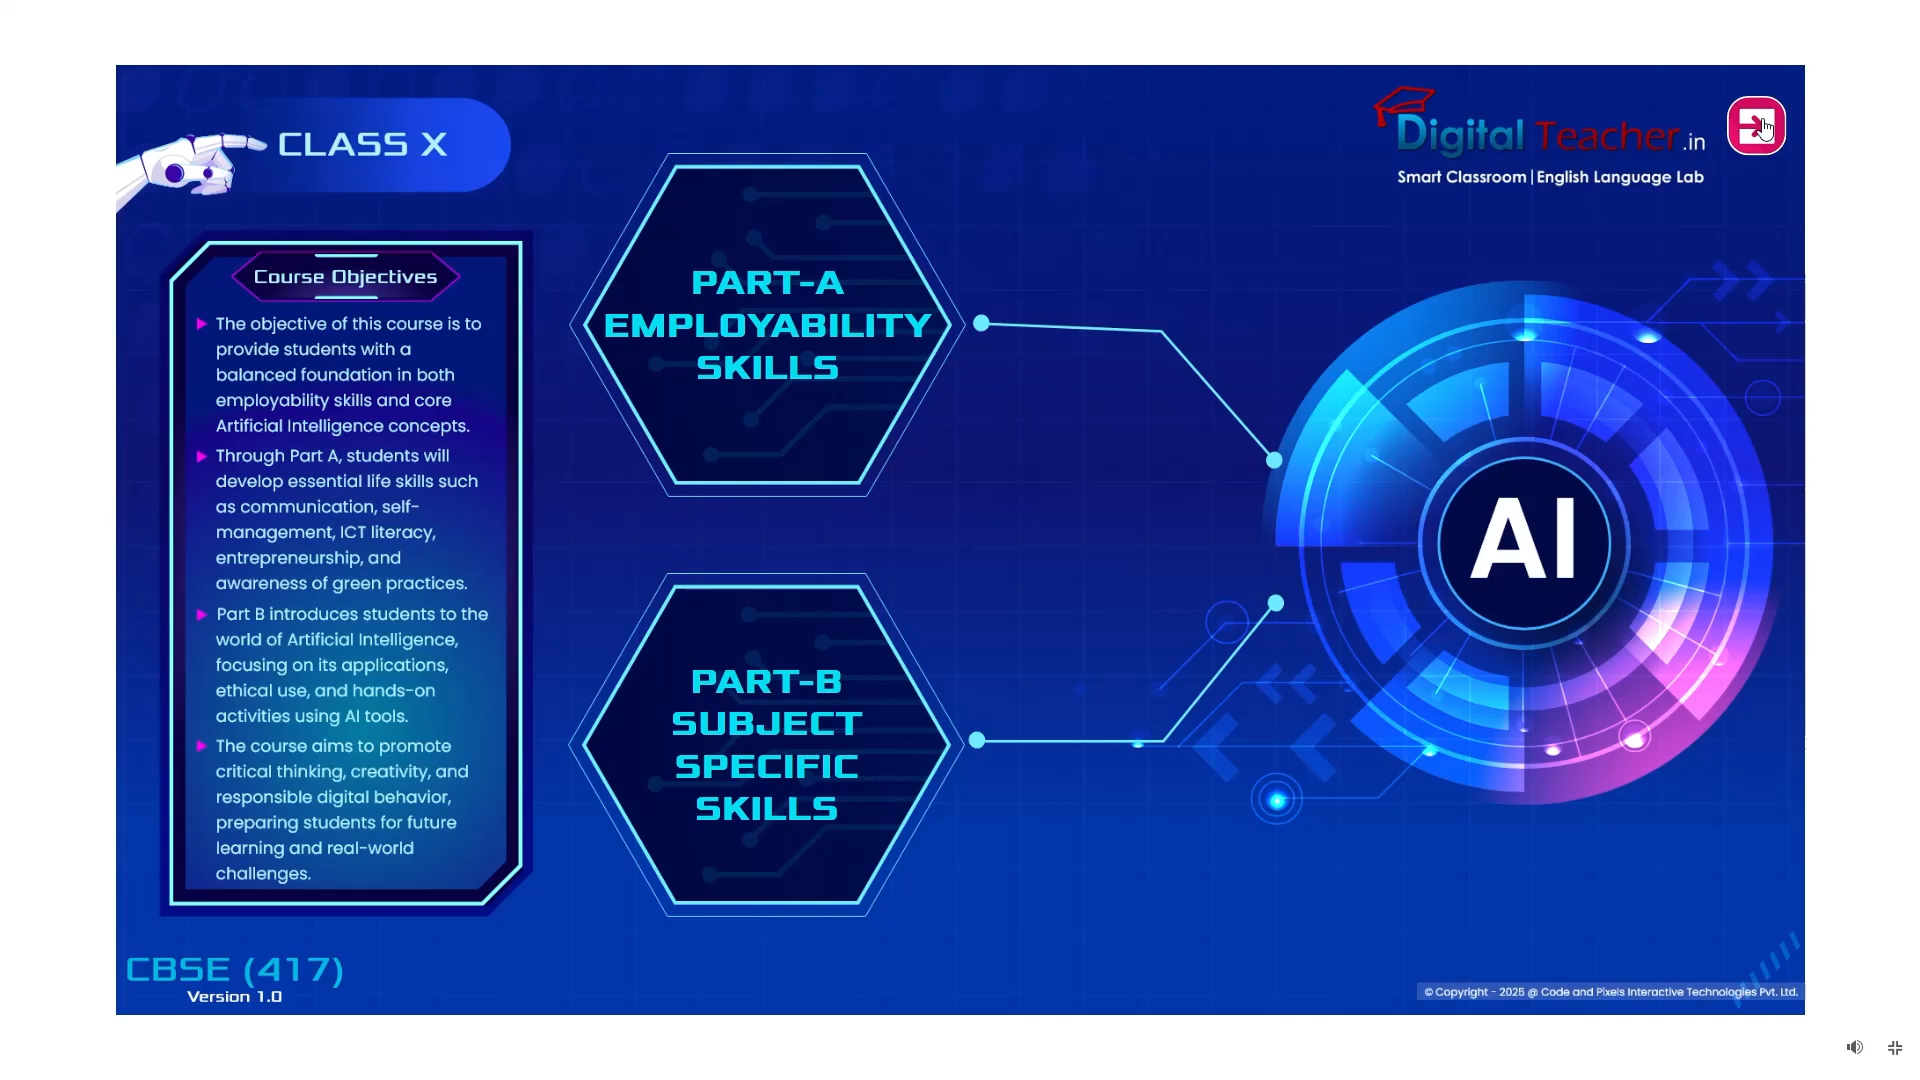 CLASS X
Digital Teacher.in
Smart Classroom | English Language Lab
Course Objectives
The objective of this course is to
provide students with a
balanced foundation in both
employability skills and core
Artificial Intelligence concepts.
Through Part A, students will
develop essential life skills such
as communication, self-
management, ICT literacy,
entrepreneurship, and
awareness of green practices.
Part B introduces students to the
world of Artificial Intelligence,
focusing on its applications,
ethical use, and hands-on
activities using AI tools.
The course aims to promote
critical thinking, creativity, and
responsible digital behavior,
preparing students for future
learning and real-world
challenges.
PART-A
EMPLOYABILITY
SKILLS
PART-B
SUBJECT
SPECIFIC
SKILLS
AI
CBSE (417)
Version 1.0
© Copyright - 2025 @ Code and Pixels Interactive Technologies Pvt. Ltd.